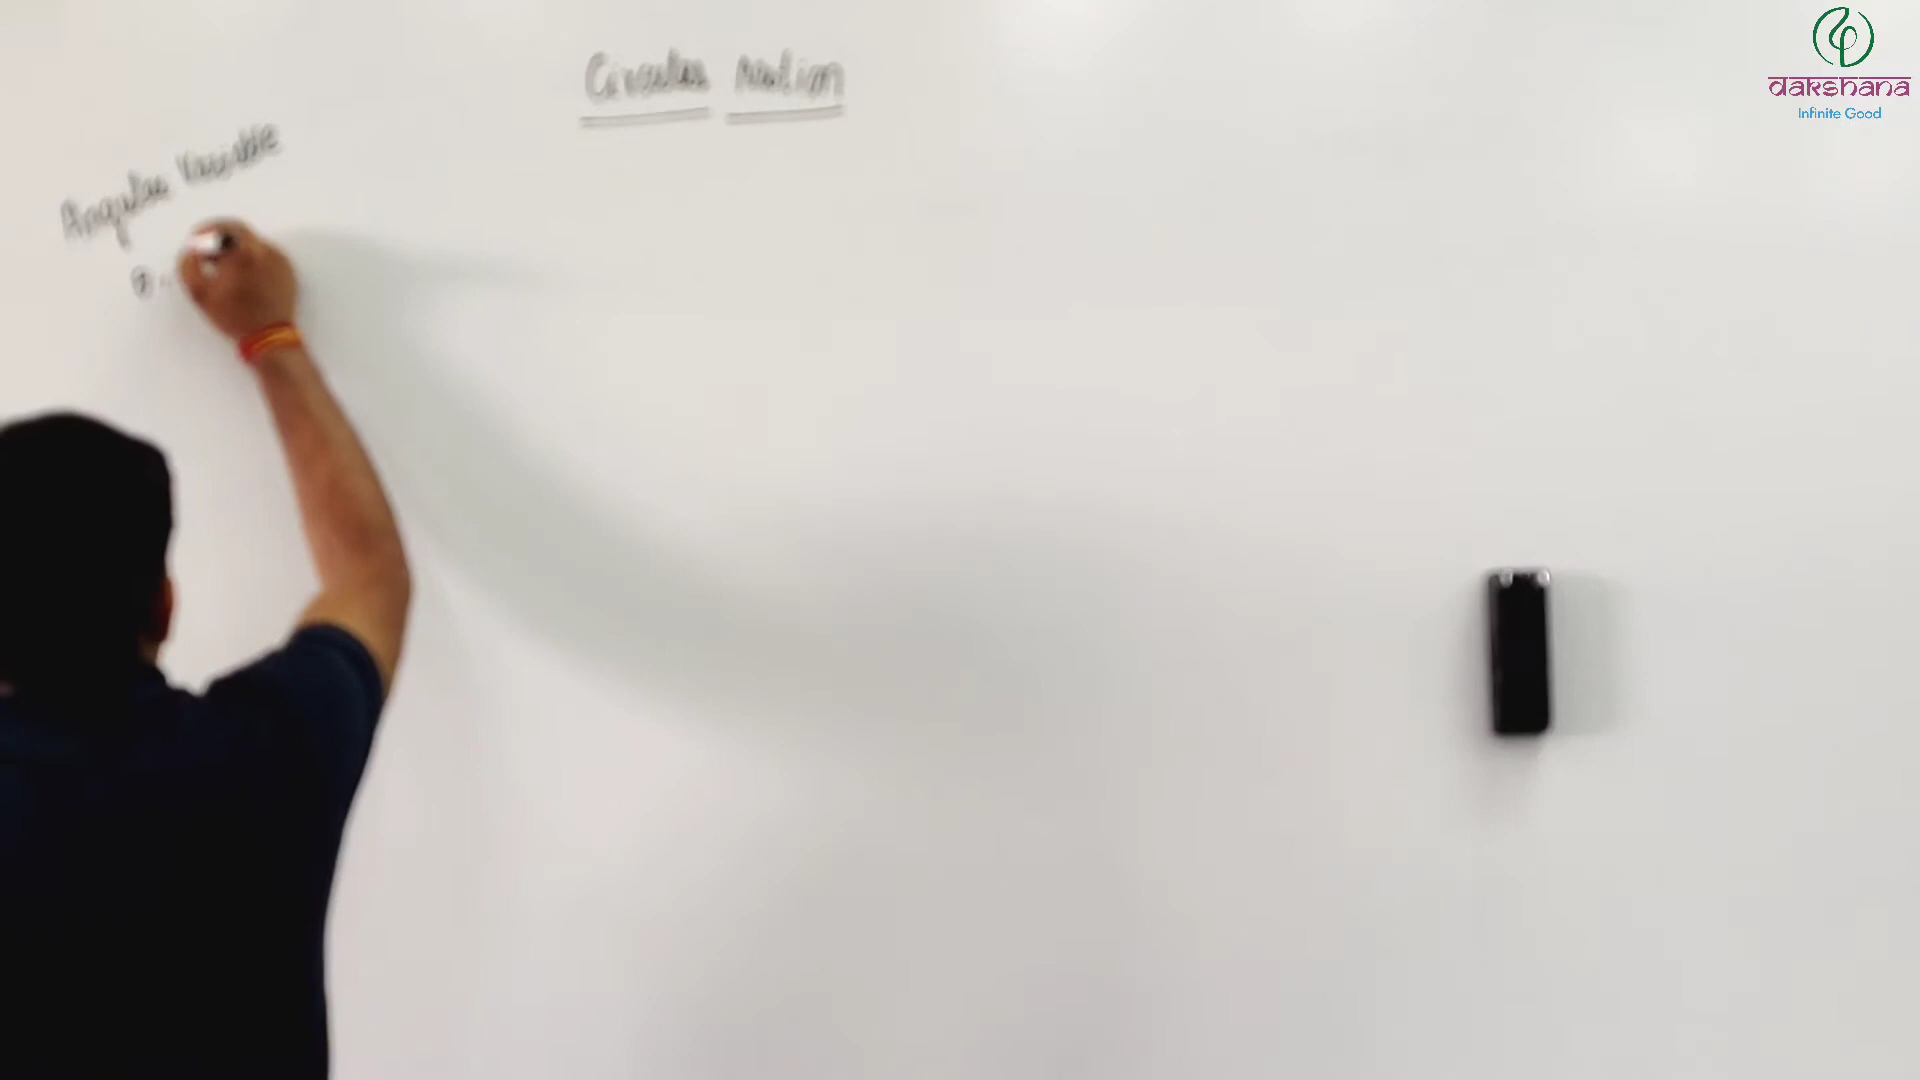 Circular Motion
Angular Variable
θ
dakshana
Infinite Good